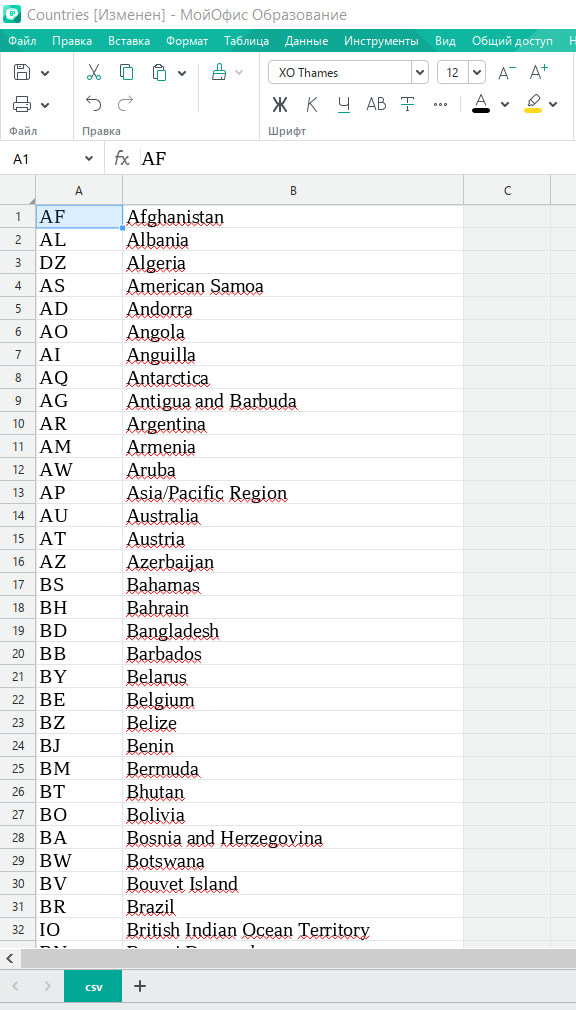 Countries [Изменен] - МойОфис Образование
Файл Правка Вставка Формат Таблица Данные Инструменты Вид Общий доступ Н
XO Thames 12 A− A+
Ж К Ч АВ Т
Файл Правка Шрифт
A1 fx AF
A B C
1 AF Afghanistan
2 AL Albania
3 DZ Algeria
4 AS American Samoa
5 AD Andorra
6 AO Angola
7 AI Anguilla
8 AQ Antarctica
9 AG Antigua and Barbuda
10 AR Argentina
11 AM Armenia
12 AW Aruba
13 AP Asia/Pacific Region
14 AU Australia
15 AT Austria
16 AZ Azerbaijan
17 BS Bahamas
18 BH Bahrain
19 BD Bangladesh
20 BB Barbados
21 BY Belarus
22 BE Belgium
23 BZ Belize
24 BJ Benin
25 BM Bermuda
26 BT Bhutan
27 BO Bolivia
28 BA Bosnia and Herzegovina
29 BW Botswana
30 BV Bouvet Island
31 BR Brazil
32 IO British Indian Ocean Territory
csv